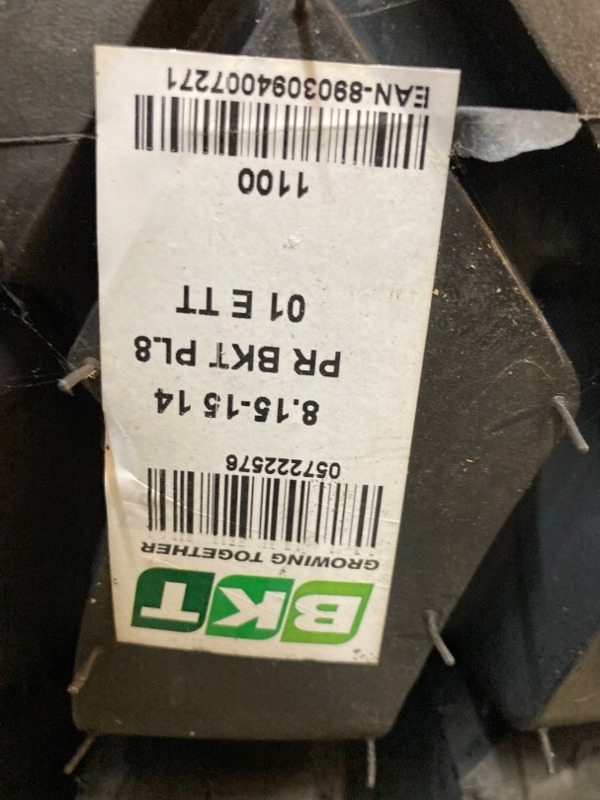 BKT
GROWING TOGETHER
057222576
8.15-15 14
PR BKT PL8
01 E TT
1100
EAN-8903094007271